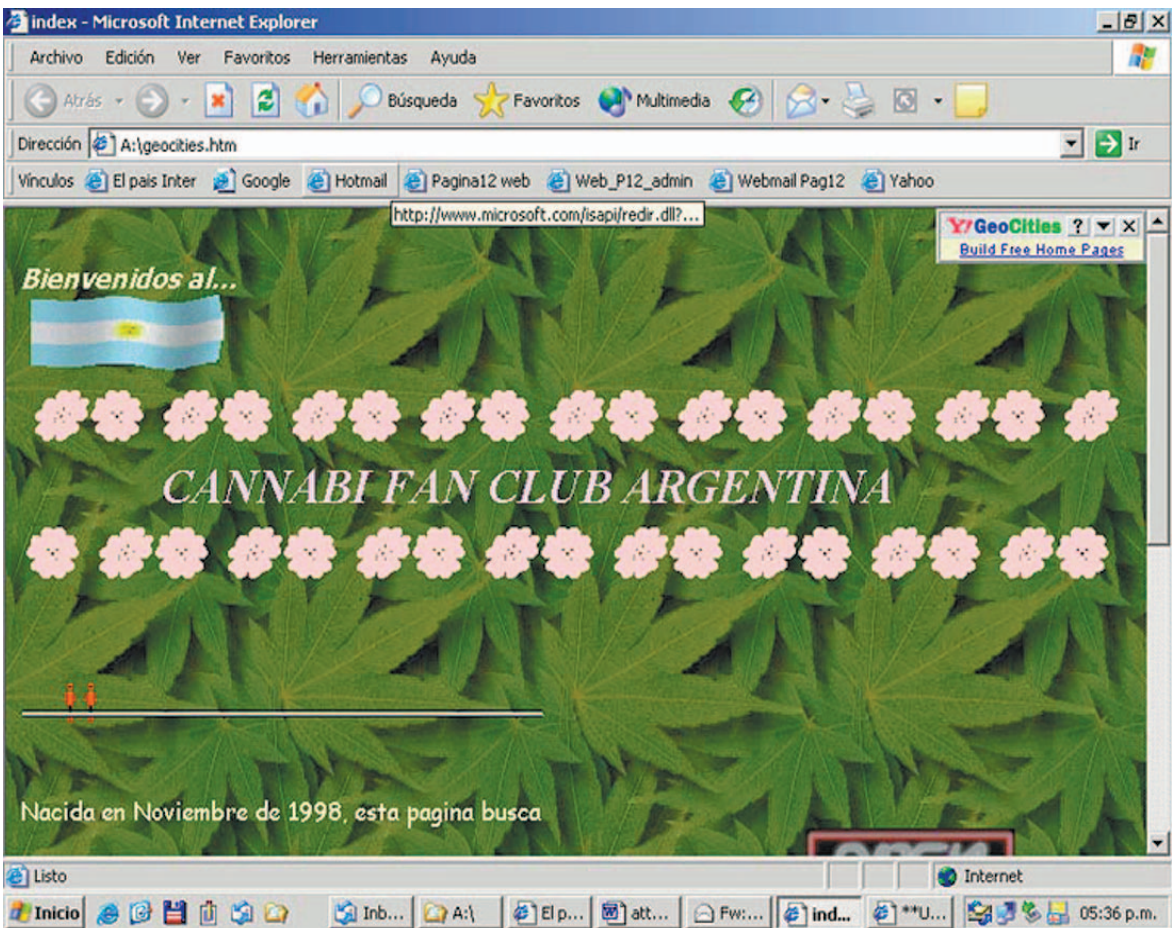 index - Microsoft Internet Explorer
Archivo Edición Ver Favoritos Herramientas Ayuda
Atrás Búsqueda Favoritos Multimedia
Dirección A:\geocities.htm Ir
Vínculos El pais Inter Google Hotmail Pagina12 web Web_P12_admin Webmail Pag12 Yahoo
http://www.microsoft.com/isapi/redir.dll?...
Y! GeoCities ?
Build Free Home Pages
Bienvenidos al...
CANNABI FAN CLUB ARGENTINA
Nacida en Noviembre de 1998, esta pagina busca
Listo Internet
Inicio Inb... A:\ El p... att... Fw:... ind... **U... 05:36 p.m.